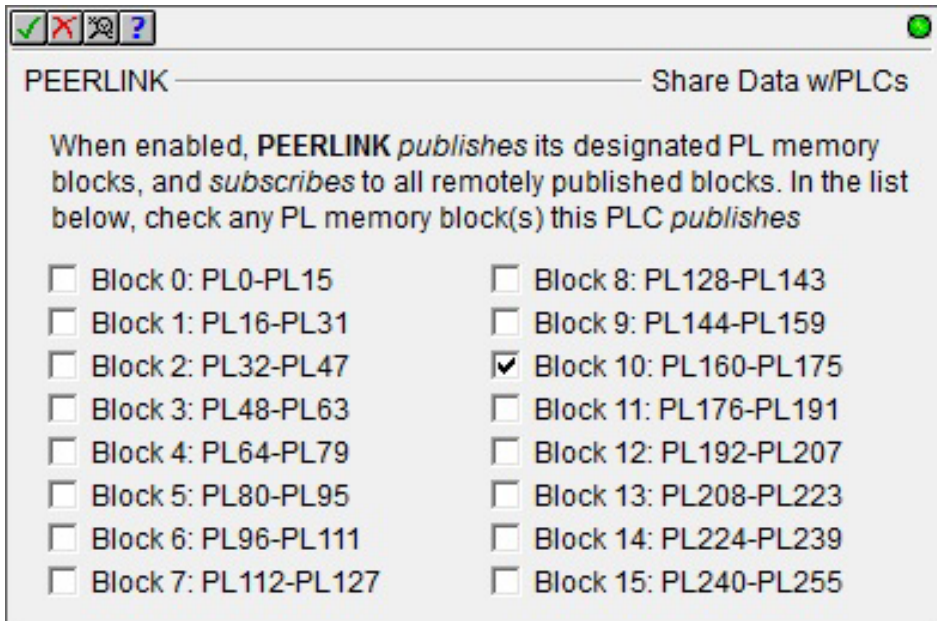 ?
PEERLINK Share Data w/PLCs
When enabled, PEERLINK publishes its designated PL memory
blocks, and subscribes to all remotely published blocks. In the list
below, check any PL memory block(s) this PLC publishes
Block 0: PL0-PL15
Block 1: PL16-PL31
Block 2: PL32-PL47
Block 3: PL48-PL63
Block 4: PL64-PL79
Block 5: PL80-PL95
Block 6: PL96-PL111
Block 7: PL112-PL127
Block 8: PL128-PL143
Block 9: PL144-PL159
Block 10: PL160-PL175
Block 11: PL176-PL191
Block 12: PL192-PL207
Block 13: PL208-PL223
Block 14: PL224-PL239
Block 15: PL240-PL255